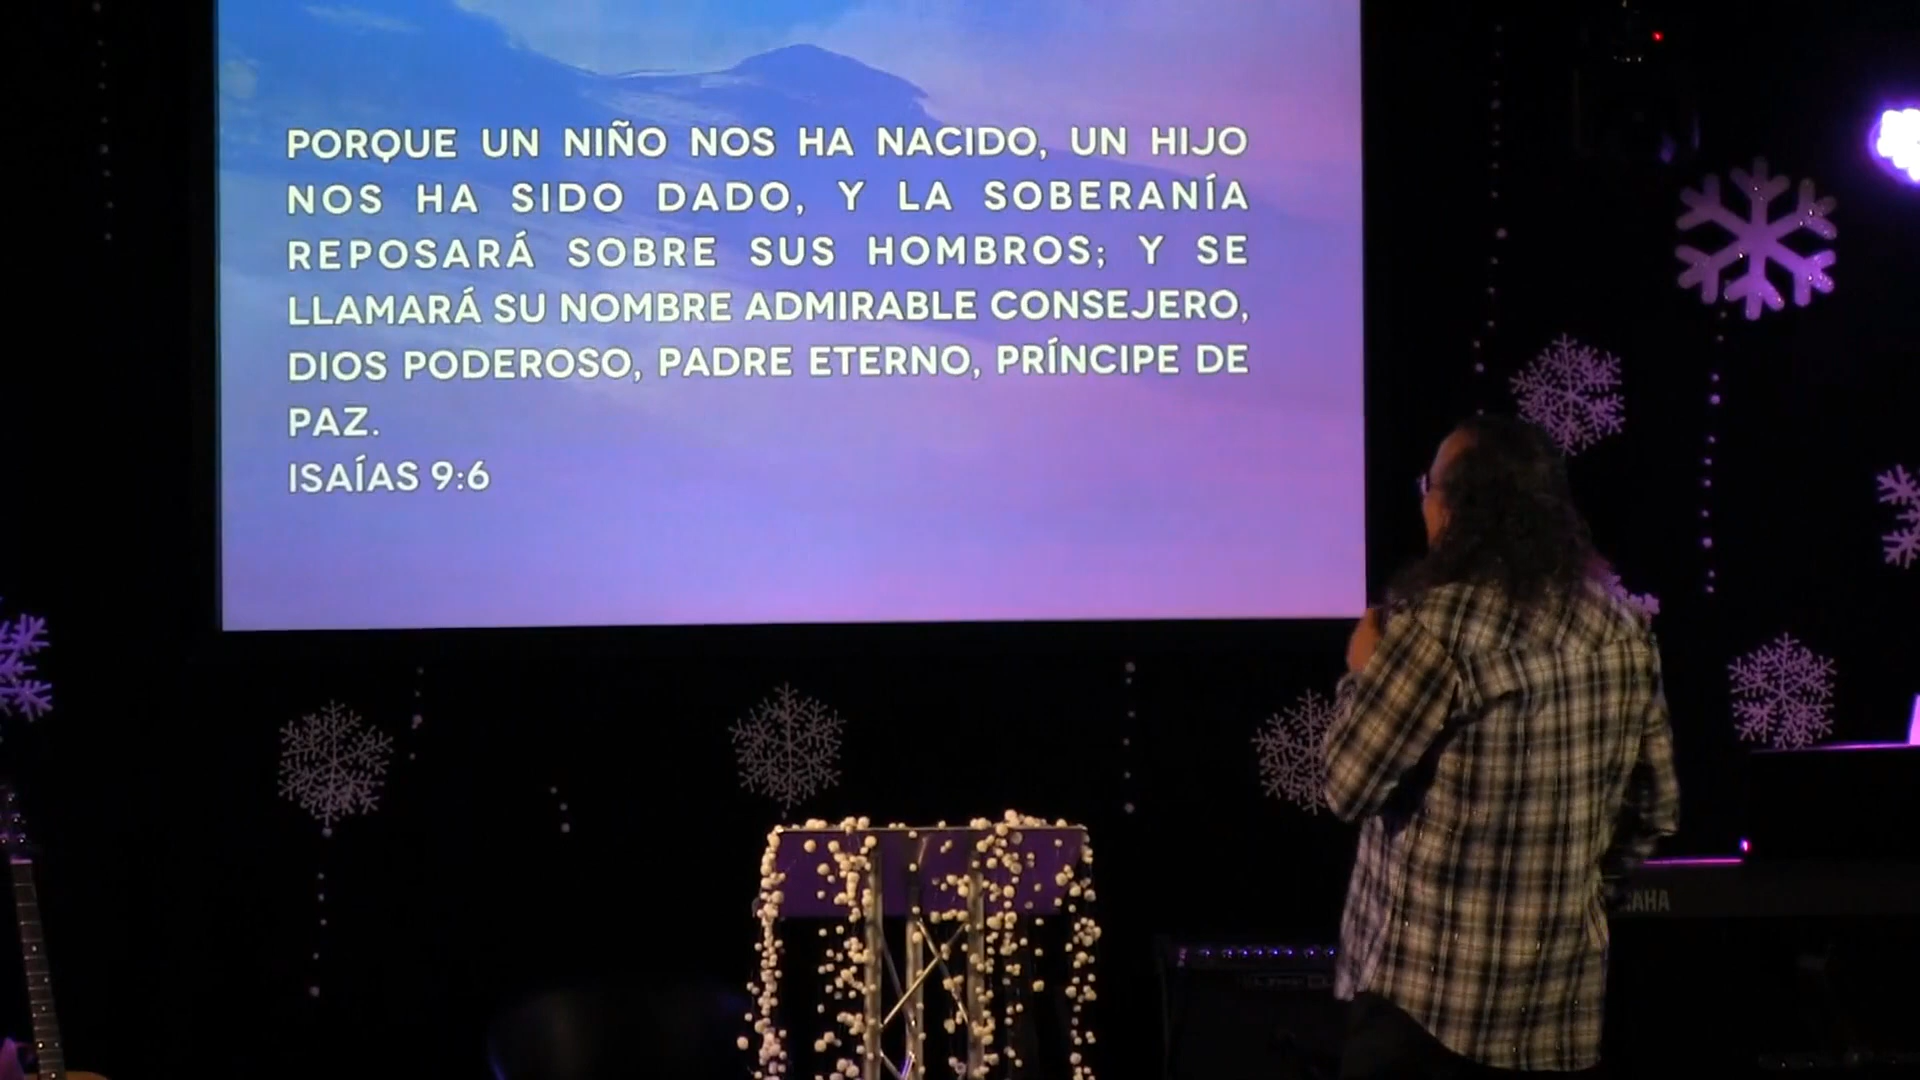 PORQUE UN NIÑO NOS HA NACIDO, UN HIJO
NOS HA SIDO DADO, Y LA SOBERANÍA
REPOSARÁ SOBRE SUS HOMBROS; Y SE
LLAMARÁ SU NOMBRE ADMIRABLE CONSEJERO,
DIOS PODEROSO, PADRE ETERNO, PRÍNCIPE DE
PAZ.
ISAÍAS 9:6